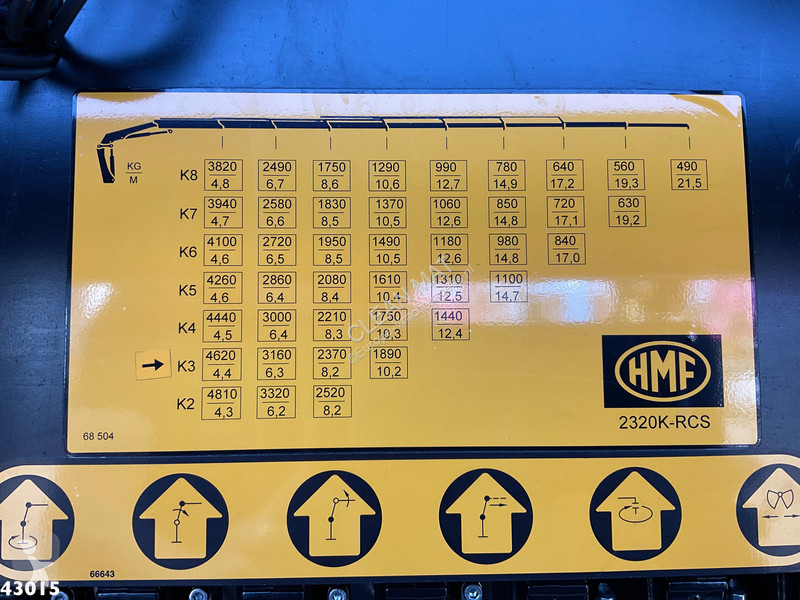 KG
M
K8 3820 2490 1750 1290 990 780 640 560 490
4,8 6,7 8,6 10,6 12,7 14,9 17,2 19,3 21,5
K7 3940 2580 1830 1370 1060 850 720 630
4,7 6,6 8,5 10,5 12,6 14,8 17,1 19,2
K6 4100 2720 1950 1490 1180 980 840
4,6 6,5 8,5 10,5 12,6 14,8 17,0
K5 4260 2860 2080 1610 1310 1100
4,6 6,4 8,4 10,4 12,5 14,7
K4 4440 3000 2210 1750 1440
4,5 6,4 8,3 10,3 12,4
K3 4620 3160 2370 1890
4,4 6,3 8,2 10,2
K2 4810 3320 2520
4,3 6,2 8,2
HMF
2320K-RCS
68 504
66643
43015